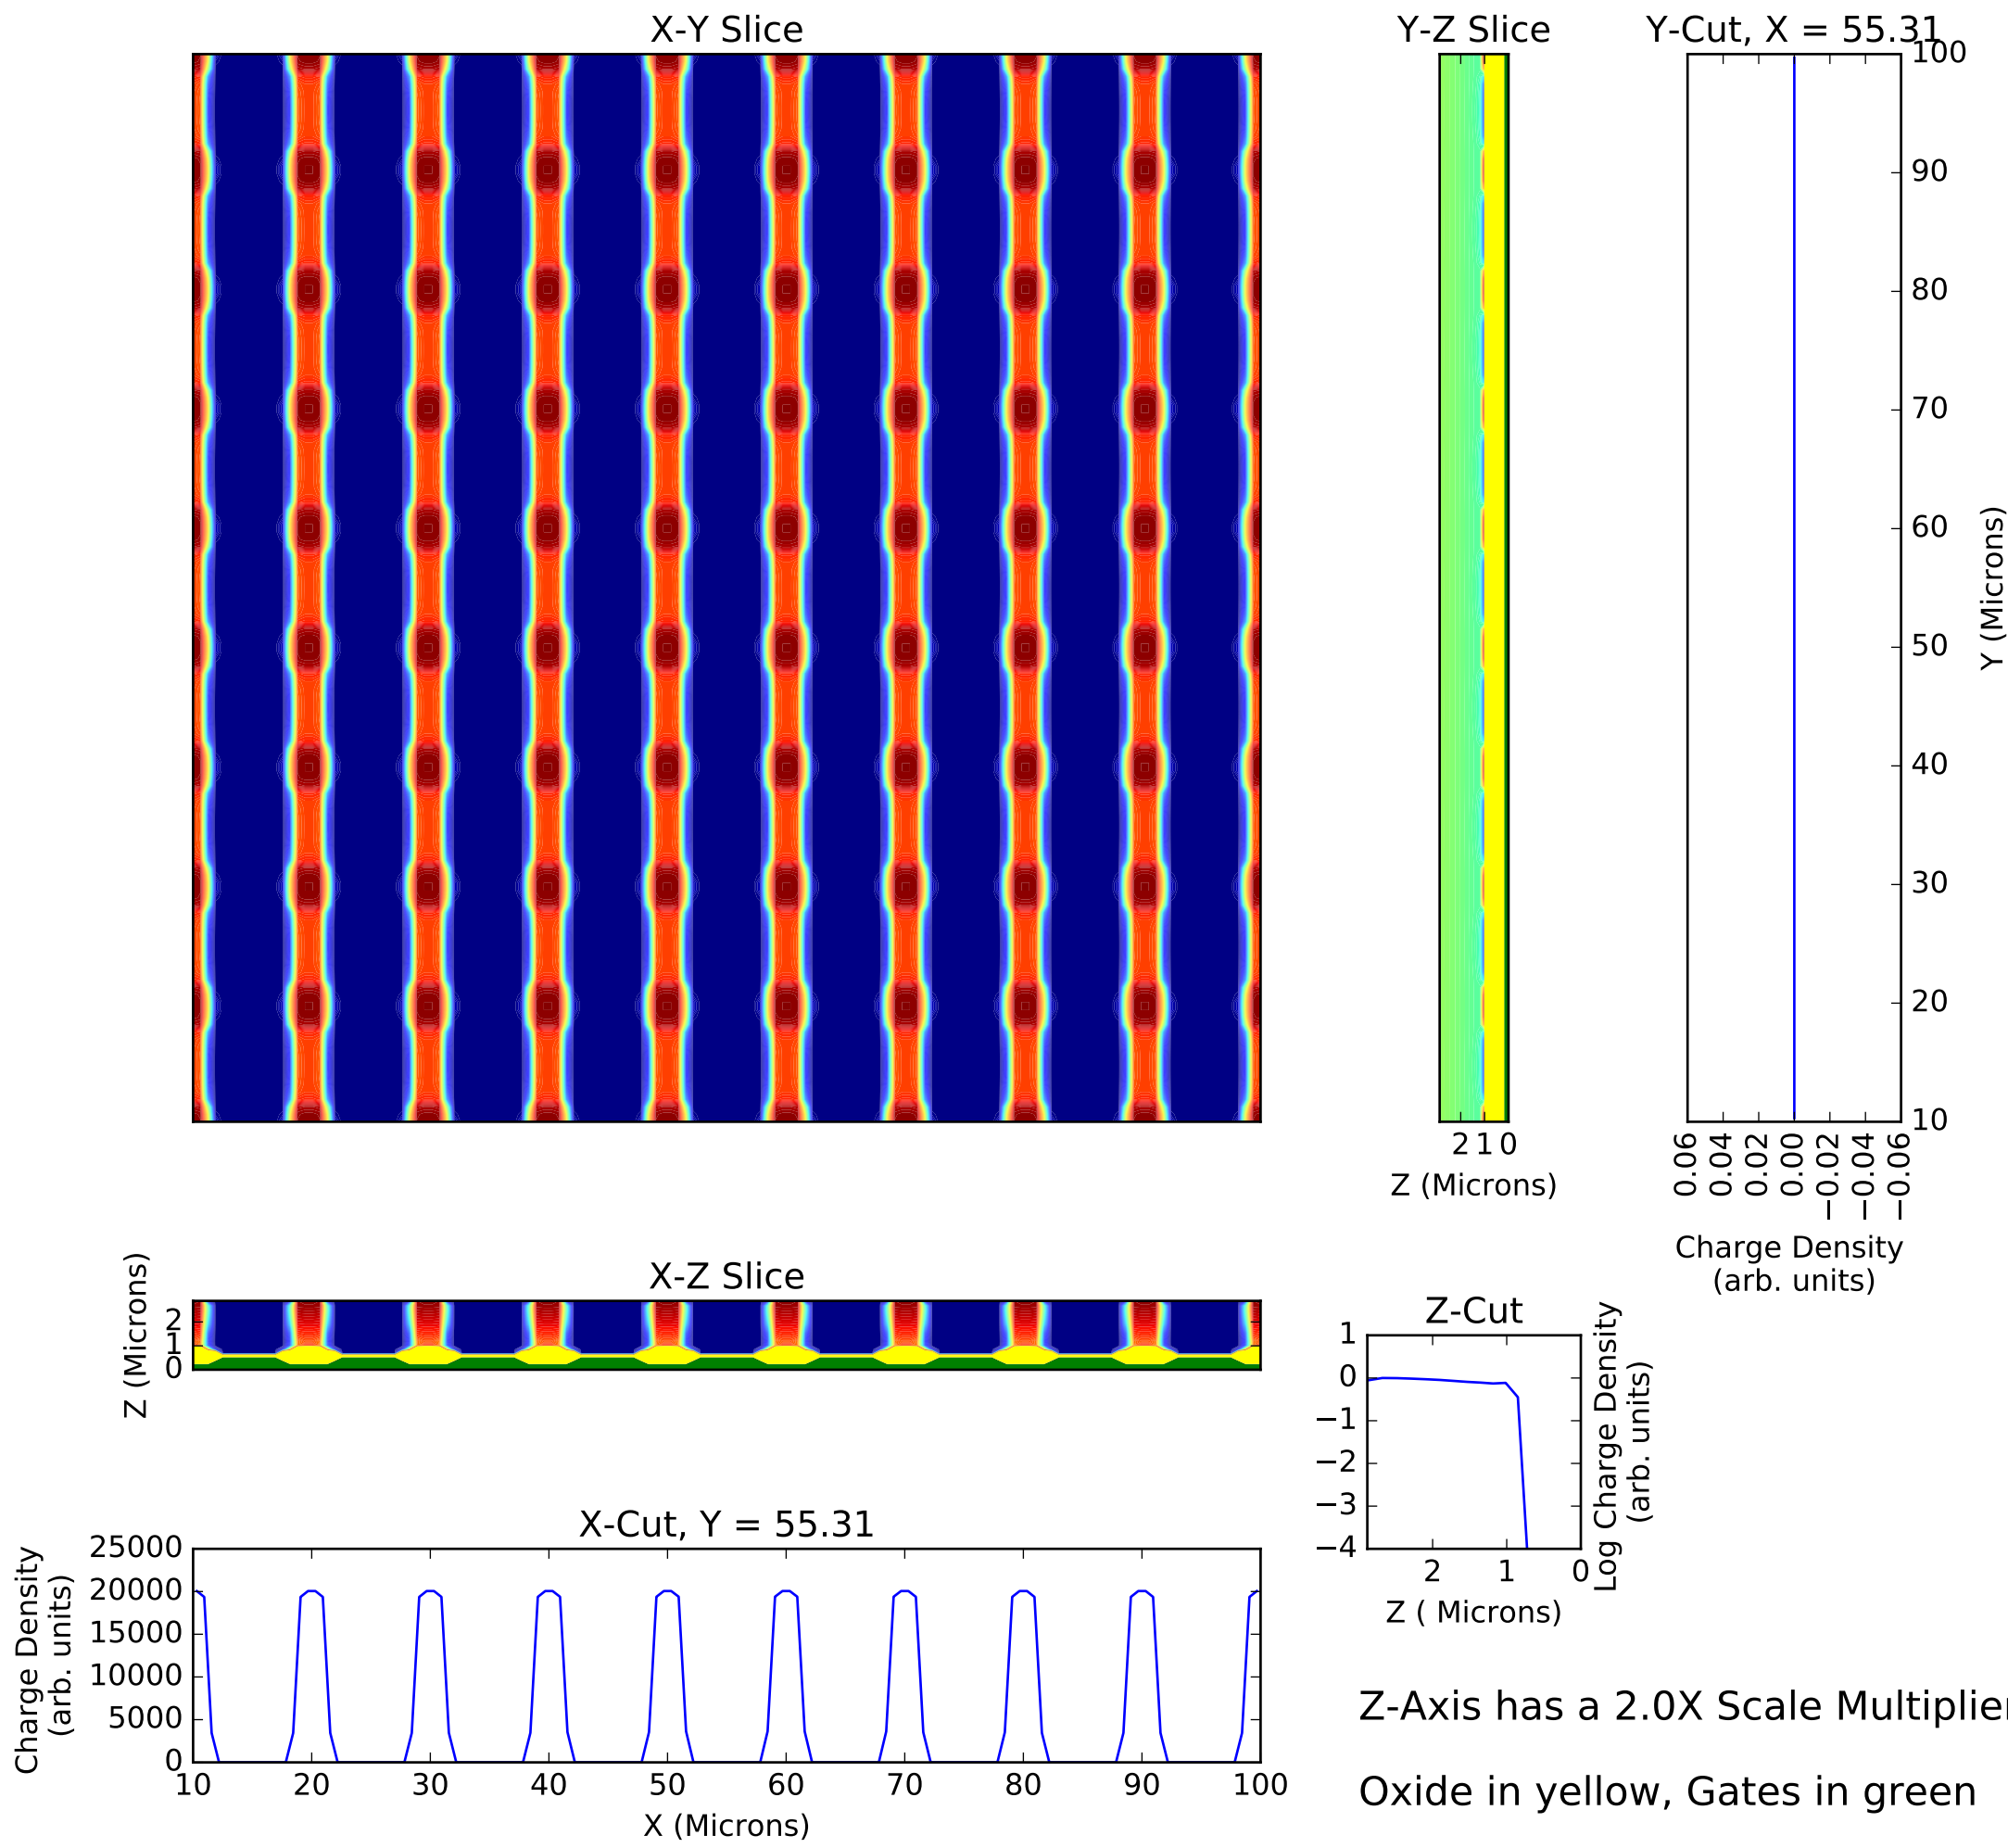 X-Y Slice
Y-Z Slice
Y-Cut, X = 55.31
100
90
80
70
60
50
40
30
20
10
Y (Microns)
2 1 0
Z (Microns)
0.06
0.04
0.02
0.00
−0.02
−0.04
−0.06
Charge Density
(arb. units)
X-Z Slice
Z (Microns)
2
1
0
Z-Cut
1
0
−1
−2
−3
−4
2 1 0
Z ( Microns)
Log Charge Density
(arb. units)
X-Cut, Y = 55.31
Charge Density
(arb. units)
25000
20000
15000
10000
5000
0
10 20 30 40 50 60 70 80 90 100
X (Microns)
Z-Axis has a 2.0X Scale Multiplier
Oxide in yellow, Gates in green